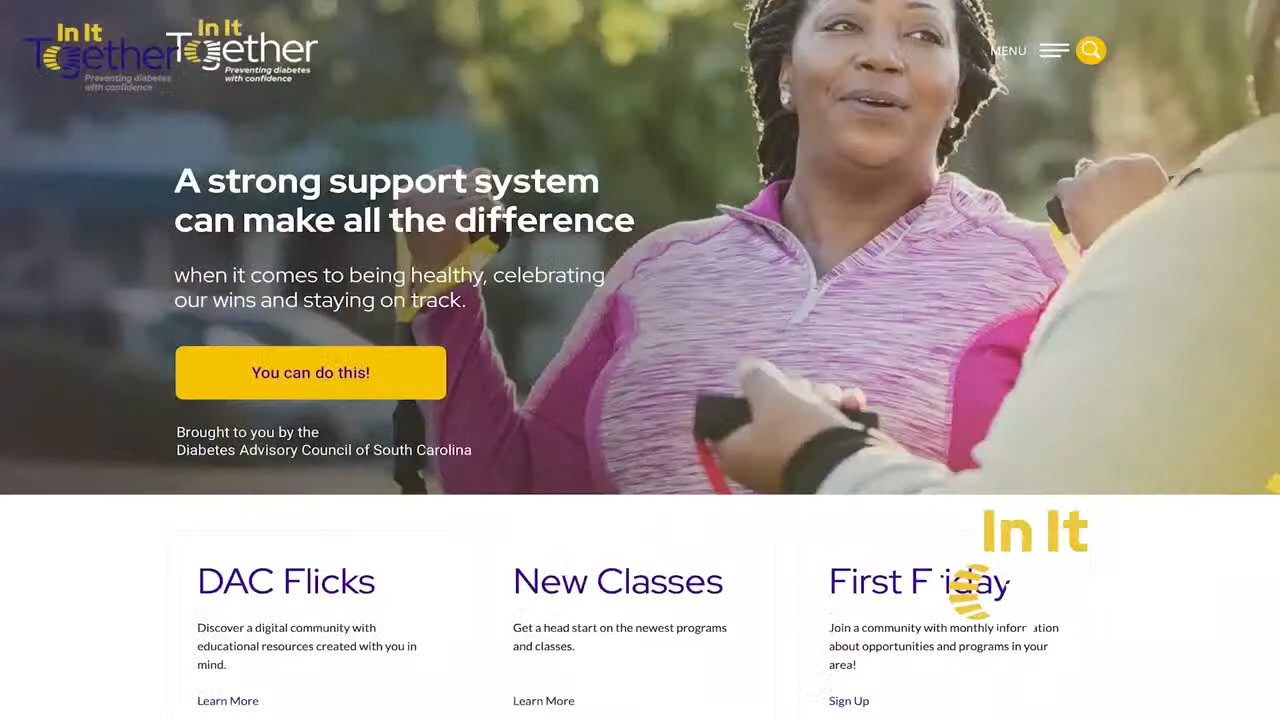 In It
Together
Preventing diabetes
with confidence
In It
Together
Preventing diabetes
with confidence
MENU
A strong support system
can make all the difference
when it comes to being healthy, celebrating
our wins and staying on track.
You can do this!
Brought to you by the
Diabetes Advisory Council of South Carolina
In It
DAC Flicks
Discover a digital community with
educational resources created with you in
mind.
Learn More
New Classes
Get a head start on the newest programs
and classes.
Learn More
First Friday
Join a community with monthly information
about opportunities and programs in your
area!
Sign Up